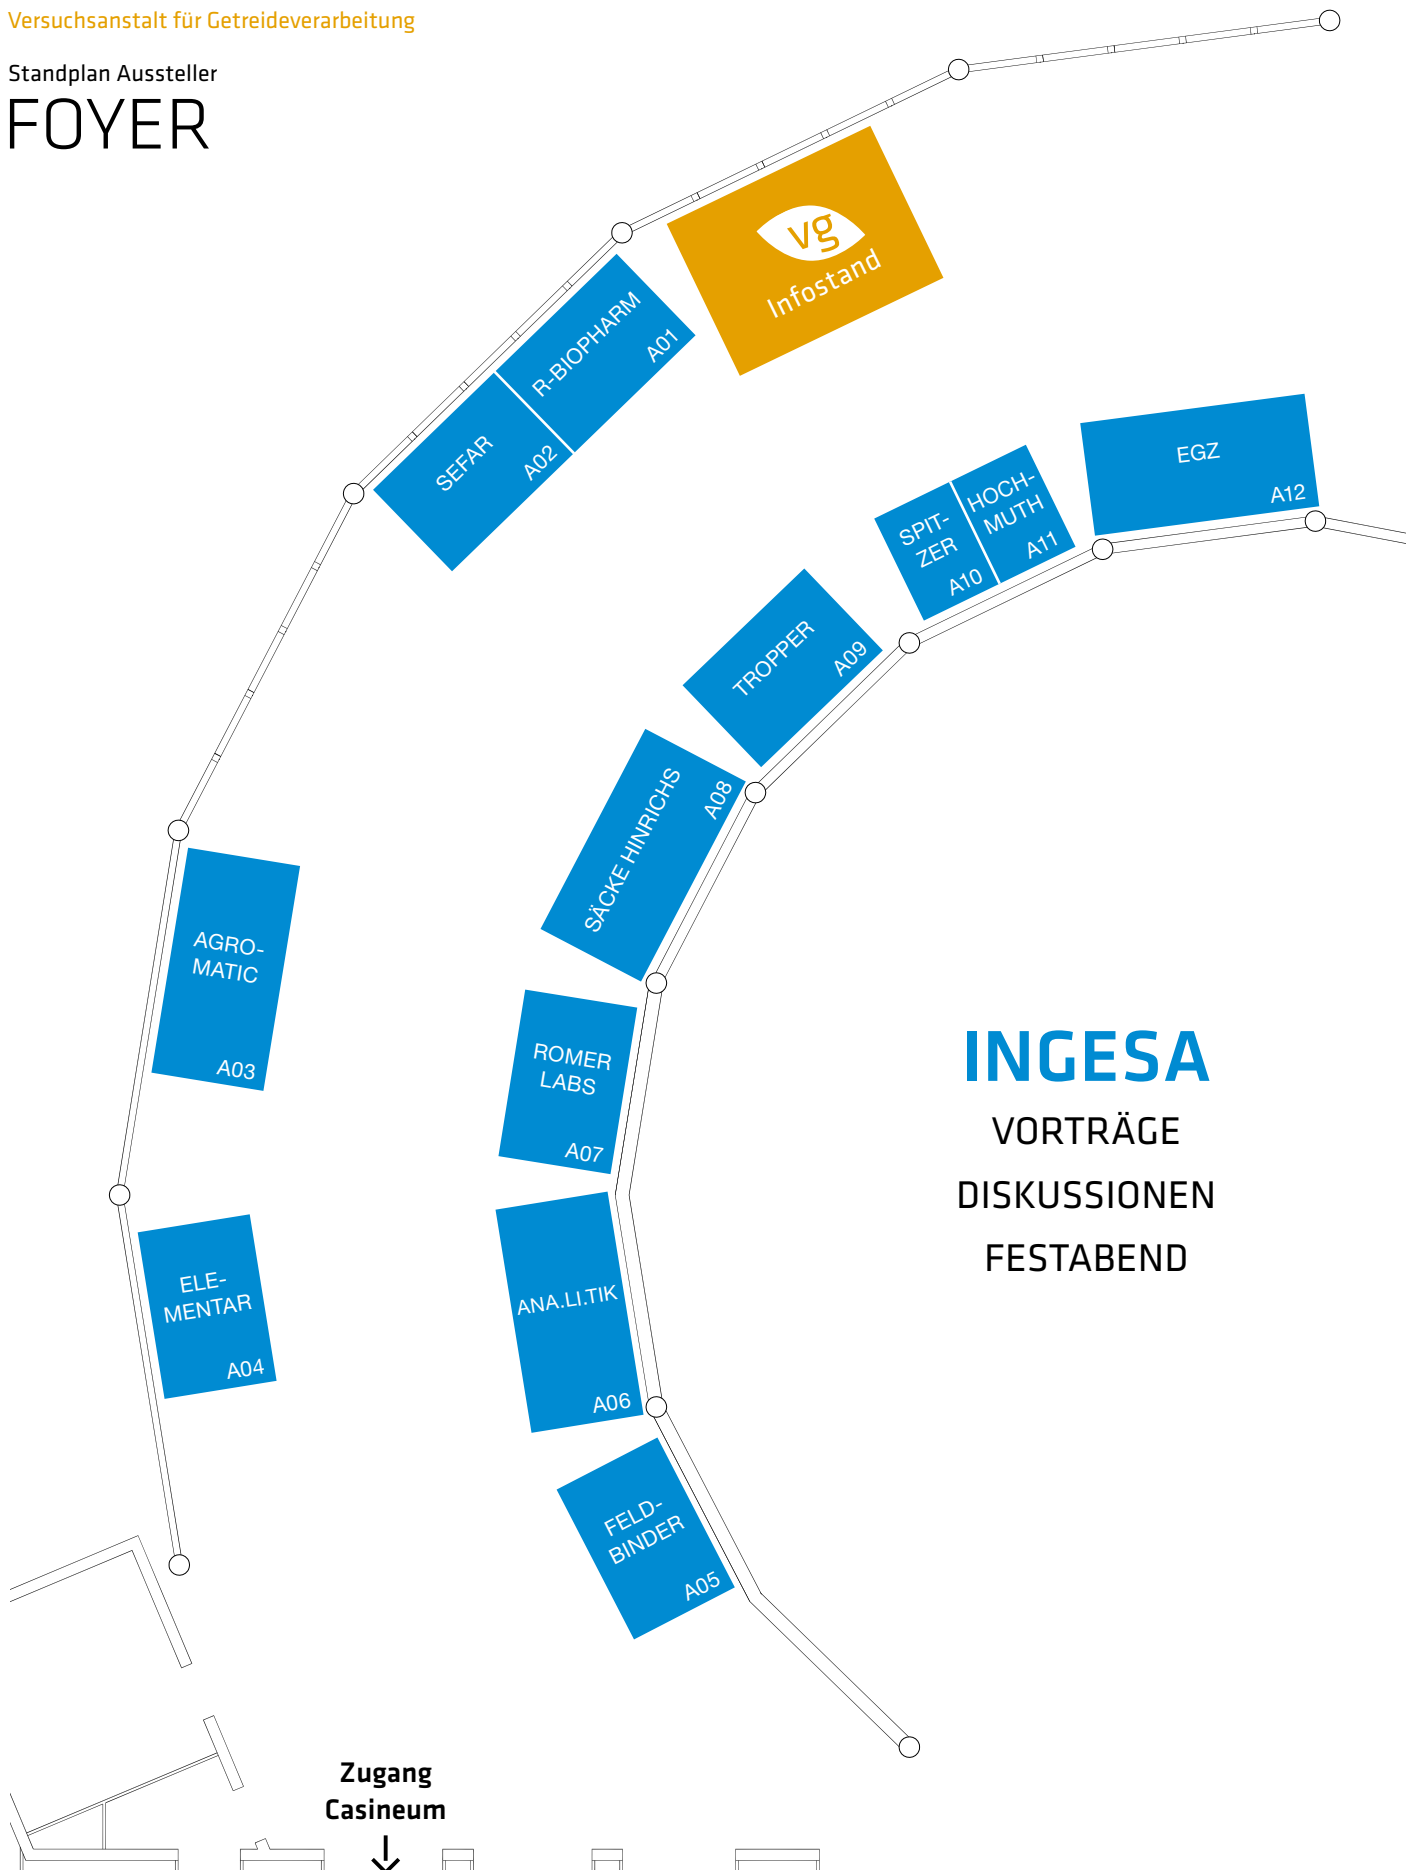 Versuchsanstalt für Getreideverarbeitung
Standplan Aussteller
FOYER
vg
Infostand
R-BIOPHARM
A01
SEFAR
A02
EGZ
A12
HOCH-
MUTH
A11
SPIT-
ZER
A10
TROPPER
A09
SÄCKE HINRICHS
A08
AGRO-
MATIC
A03
ROMER
LABS
A07
INGESA
VORTRÄGE
DISKUSSIONEN
FESTABEND
ELE-
MENTAR
A04
ANA.LI.TIK
A06
FELD-
BINDER
A05
Zugang
Casineum